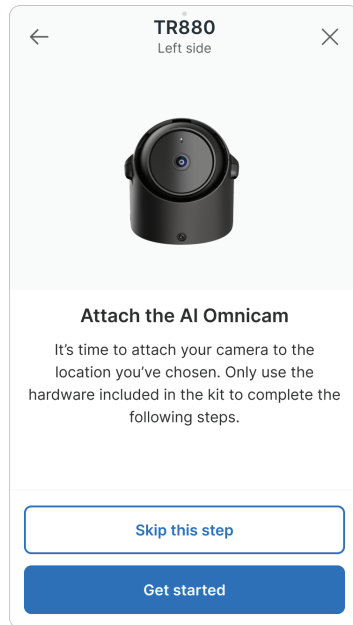 TR880
Left side
Attach the AI Omnicam
It’s time to attach your camera to the
location you’ve chosen. Only use the
hardware included in the kit to complete the
following steps.
Skip this step
Get started